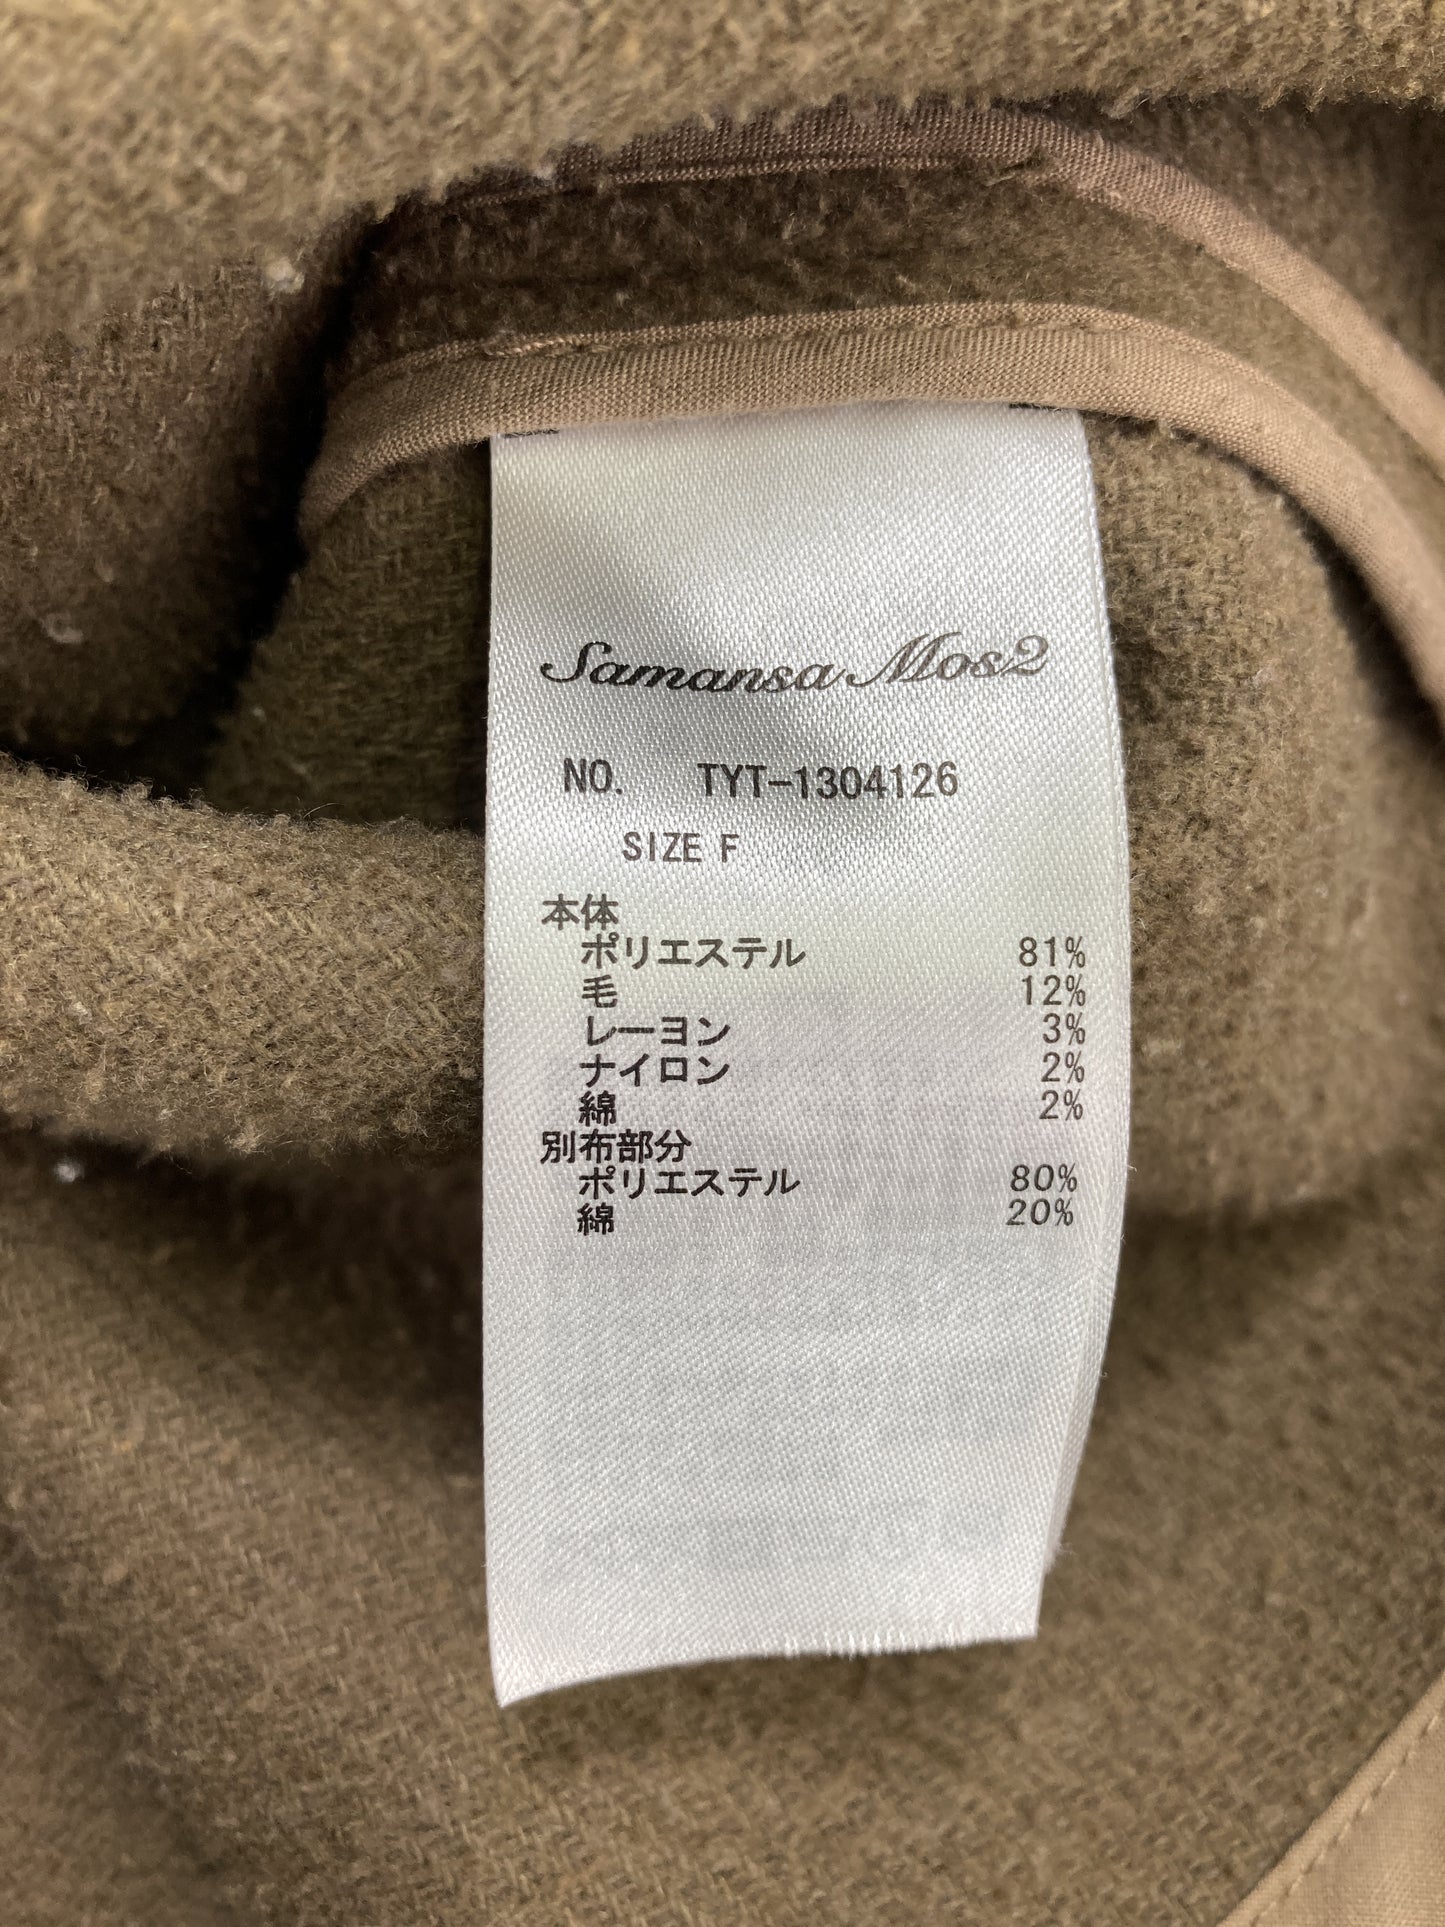 Samansa Mos2
NO. TYT-1304126
SIZE F
本体
ポリエステル 81%
毛 12%
レーヨン 3%
ナイロン 2%
綿 2%
別布部分
ポリエステル 80%
綿 20%